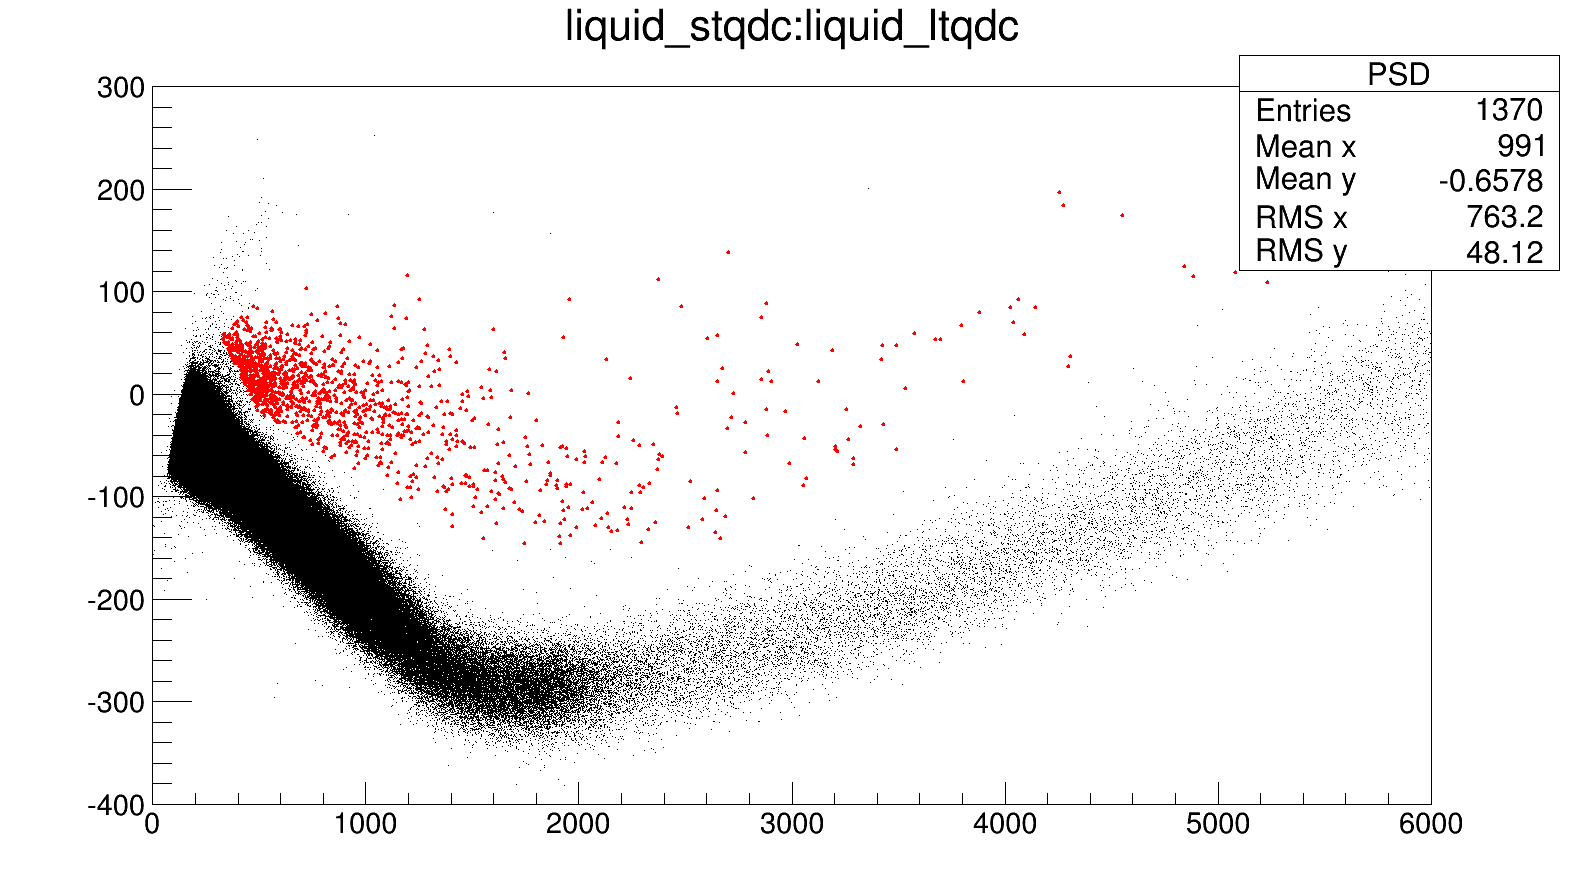 liquid_stqdc:liquid_ltqdc
PSD
Entries 1370
Mean x 991
Mean y -0.6578
RMS x 763.2
RMS y 48.12
300
200
100
0
-100
-200
-300
-400
0 1000 2000 3000 4000 5000 6000